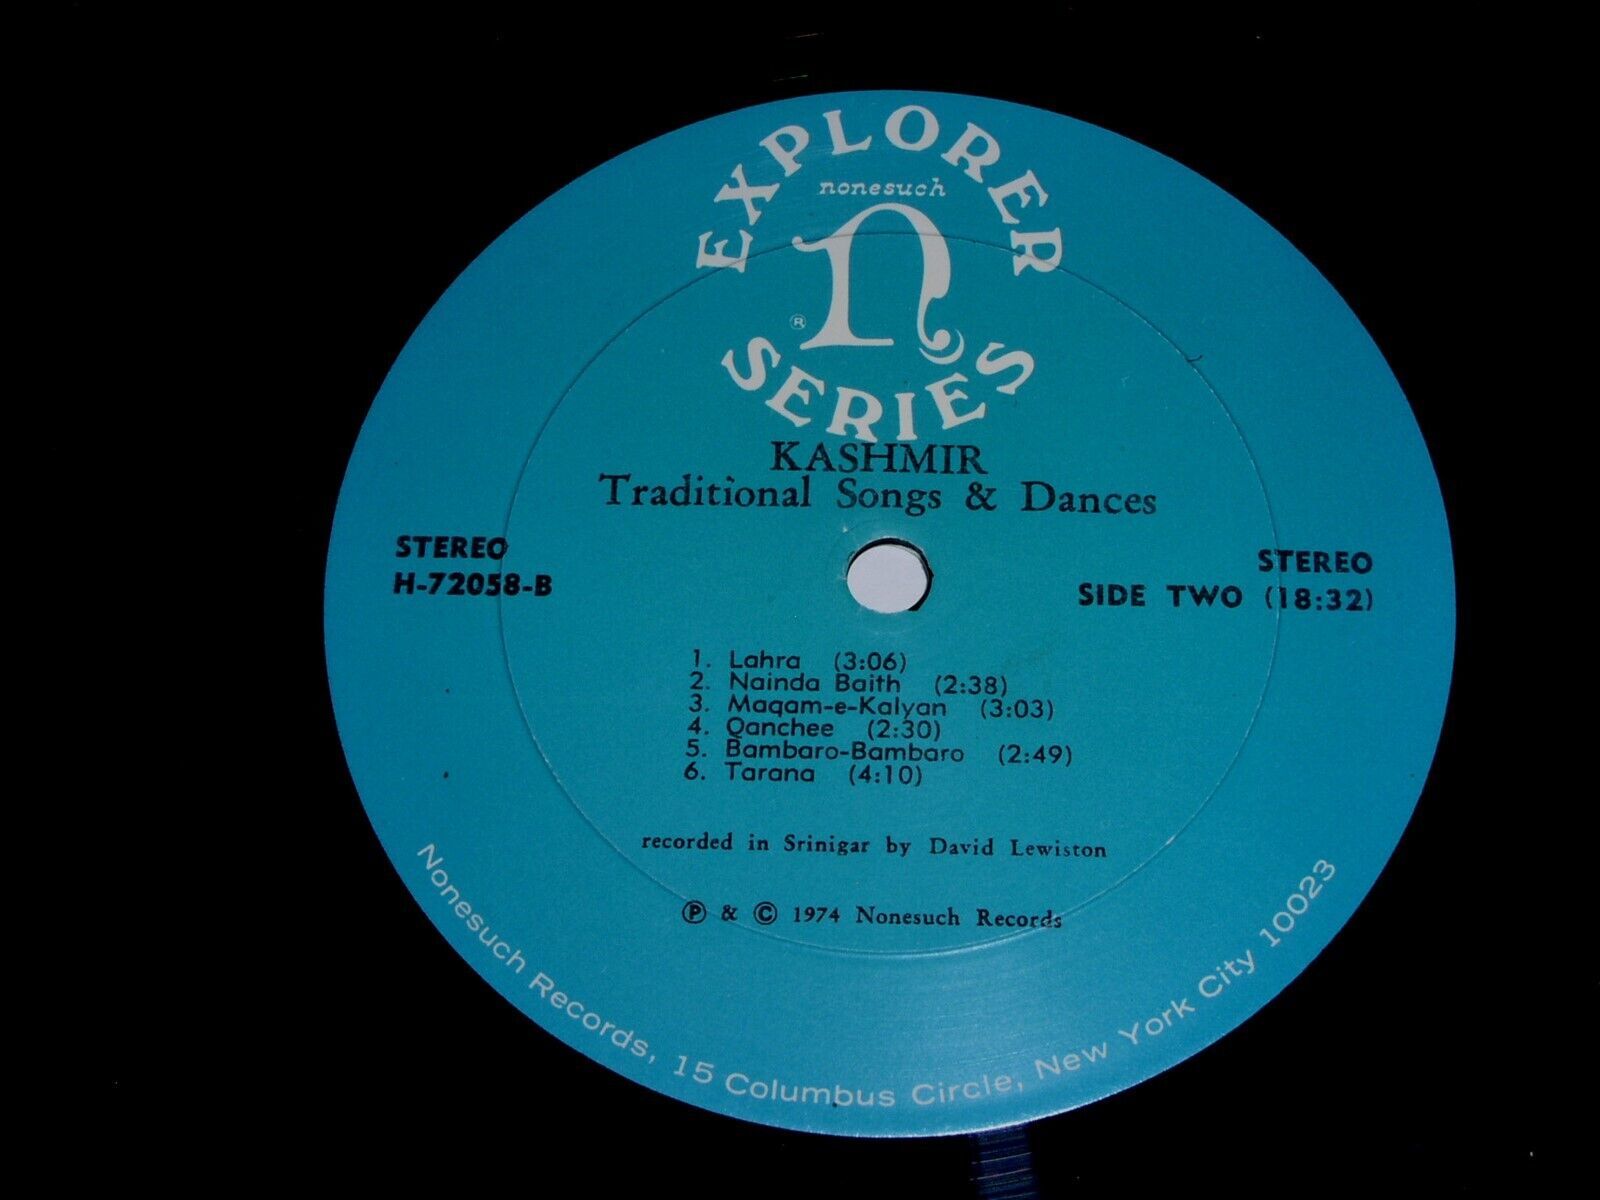 EXPLORER
nonesuch
n
®
SERIES
KASHMIR
Traditional Songs & Dances
STEREO
H-72058-B
STEREO
SIDE TWO (18:32)
1. Lahra (3:06)
2. Nainda Baith (2:38)
3. Maqam-e-Kalyan (3:03)
4. Qanchee (2:30)
5. Bambaro-Bambaro (2:49)
6. Tarana (4:10)
recorded in Srinigar by David Lewiston
Ⓟ & © 1974 Nonesuch Records
Nonesuch Records, 15 Columbus Circle, New York City 10023